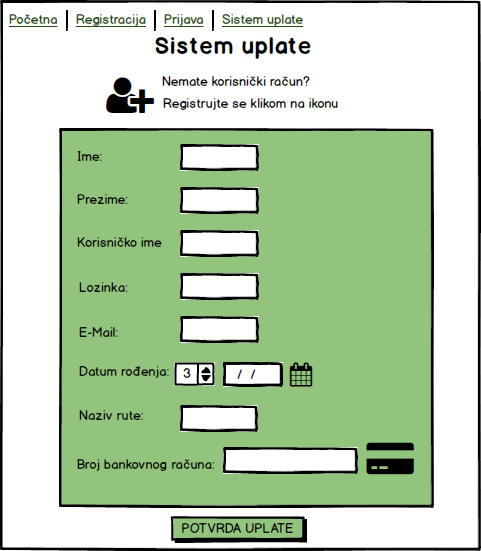 Početna Registracija Prijava Sistem uplate
Sistem uplate
Nemate korisnički račun?
Registrujte se klikom na ikonu
Ime:
Prezime:
Korisničko ime
Lozinka:
E-Mail:
Datum rođenja: 3 / /
Naziv rute:
Broj bankovnog računa:
POTVRDA UPLATE